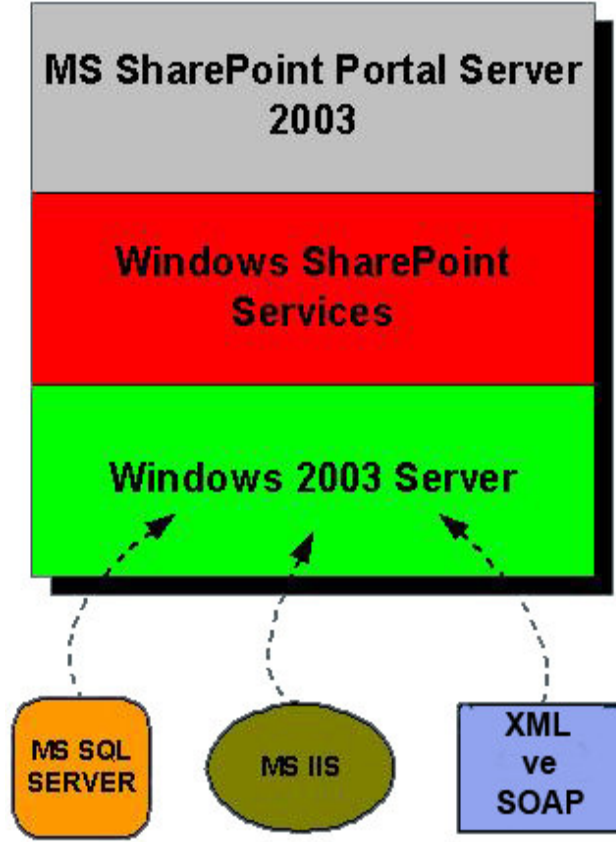 MS SharePoint Portal Server
2003
Windows SharePoint
Services
Windows 2003 Server
MS SQL
SERVER
MS IIS
XML
ve
SOAP